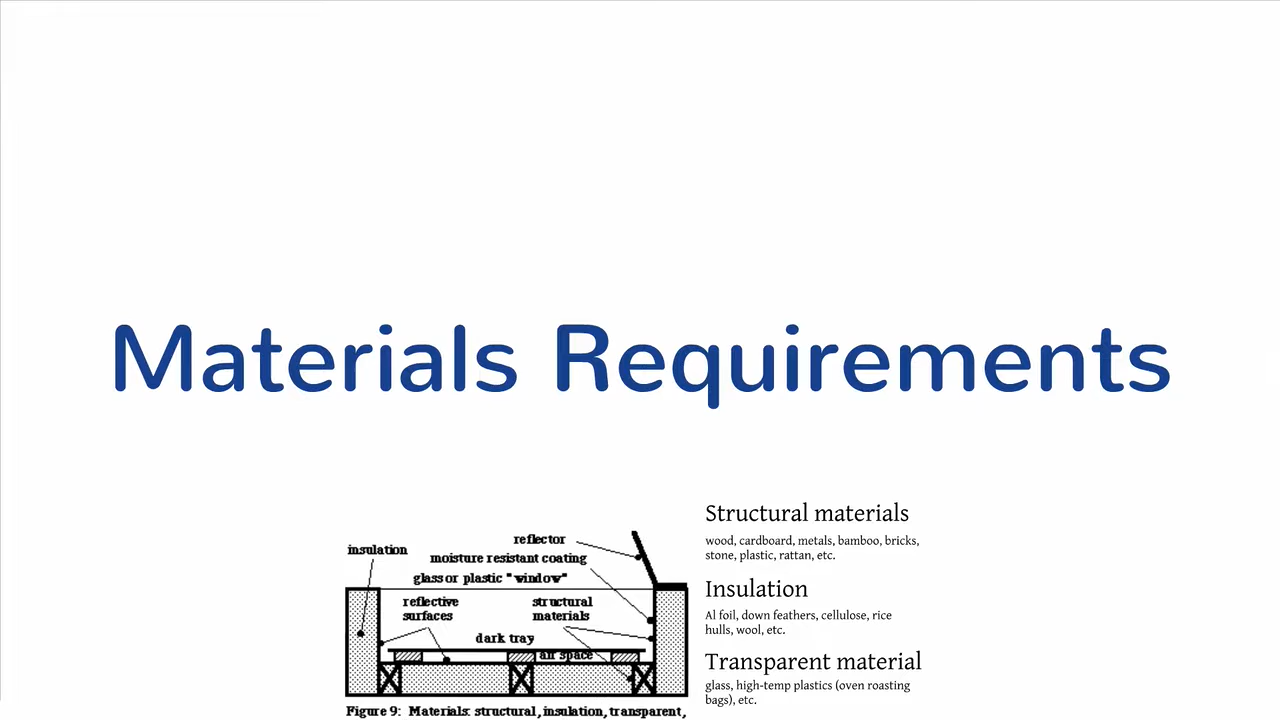 Materials Requirements
Structural materials
wood, cardboard, metals, bamboo, bricks,
stone, plastic, rattan, etc.
Insulation
Al foil, down feathers, cellulose, rice
hulls, wool, etc.
Transparent material
glass, high-temp plastics (oven roasting
bags), etc.
reflector
insulation
moisture resistant coating
glass or plastic "window"
reflective
surfaces
structural
materials
dark tray
air space
Figure 9: Materials: structural, insulation, transparent,